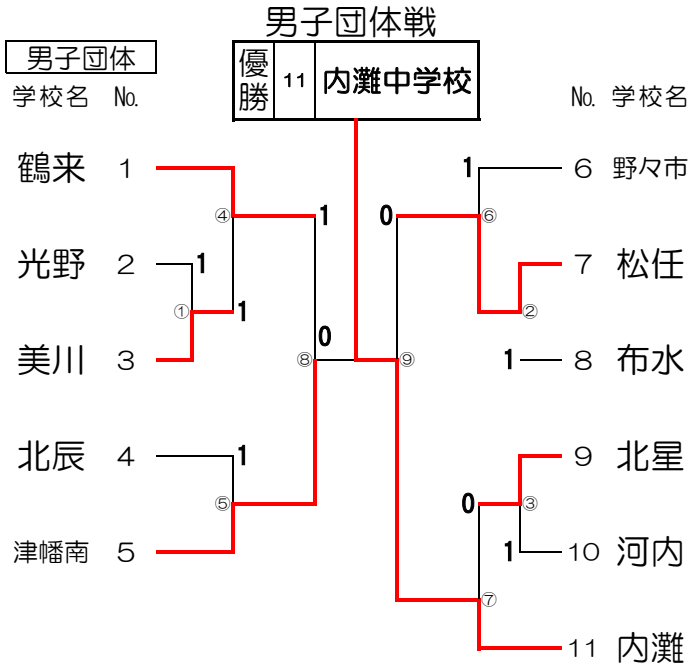 男子団体戦
男子団体
優勝 11 内灘中学校
学校名 No.
No. 学校名
鶴来 1
1 6 野々市
④ 1
0 ⑥
光野 2 1
7 松任
① 1
②
美川 3
0
⑧
⑨
1 8 布水
北辰 4 1
9 北星
⑤
0 ③
津幡南 5
1 10 河内
⑦
11 内灘